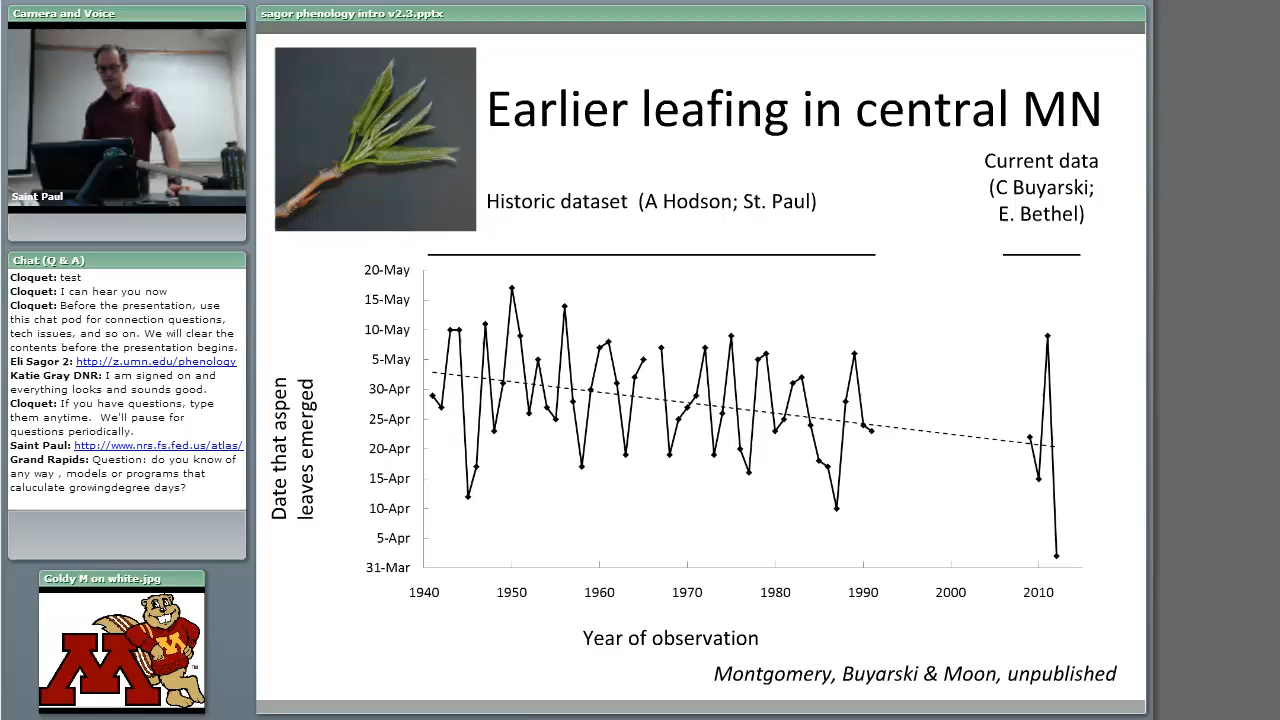 Camera and Voice
Saint Paul
Chat (Q & A)
Cloquet: test
Cloquet: I can hear you now
Cloquet: Before the presentation, use
this chat pod for connection questions,
tech issues, and so on. We will clear the
contents before the presentation begins.
Eli Sagor 2: http://z.umn.edu/phenology
Katie Gray DNR: I am signed on and
everything looks and sounds good.
Cloquet: If you have questions, type
them anytime. We'll pause for
questions periodically.
Saint Paul: http://www.nrs.fs.fed.us/atlas/
Grand Rapids: Question: do you know of
any way , models or programs that
caluculate growingdegree days?
Goldy M on white.jpg
M
M
TM
sagor phenology intro v2.3.pptx
Earlier leafing in central MN
Historic dataset (A Hodson; St. Paul)
Current data
(C Buyarski;
E. Bethel)
Date that aspen
leaves emerged
20-May
15-May
10-May
5-May
30-Apr
25-Apr
20-Apr
15-Apr
10-Apr
5-Apr
31-Mar
1940 1950 1960 1970 1980 1990 2000 2010
Year of observation
Montgomery, Buyarski & Moon, unpublished